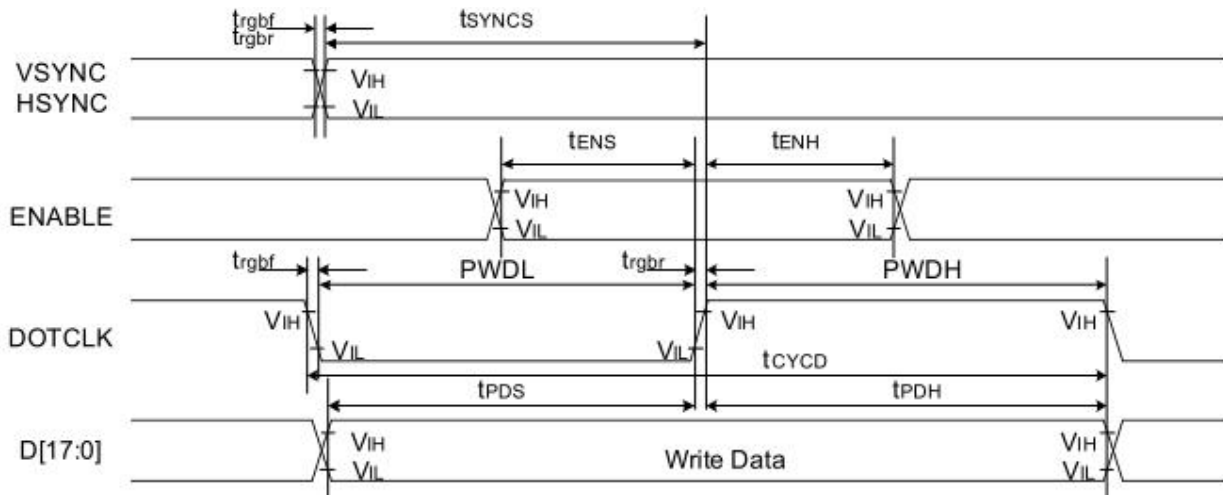 trgbf
trgbr
tSYNCS
VSYNC
HSYNC
VIH
VIL
tENS
tENH
ENABLE
VIH
VIL
VIH
VIL
trgbf
PWDL
trgbr
PWDH
DOTCLK
VIH
VIL
VIL
VIH
VIH
tCYCD
tPDS
tPDH
D[17:0]
VIH
VIL
Write Data
VIH
VIL